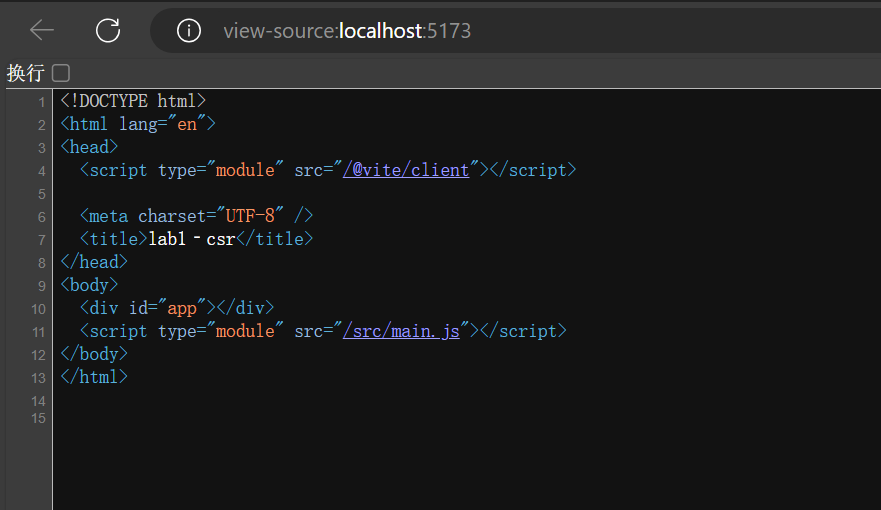 view-source:localhost:5173
换行
1 <!DOCTYPE html>
2 <html lang="en">
3 <head>
4 <script type="module" src="/@vite/client"></script>
5
6 <meta charset="UTF-8" />
7 <title>lab1 - csr</title>
8 </head>
9 <body>
10 <div id="app"></div>
11 <script type="module" src="/src/main.js"></script>
12 </body>
13 </html>
14
15